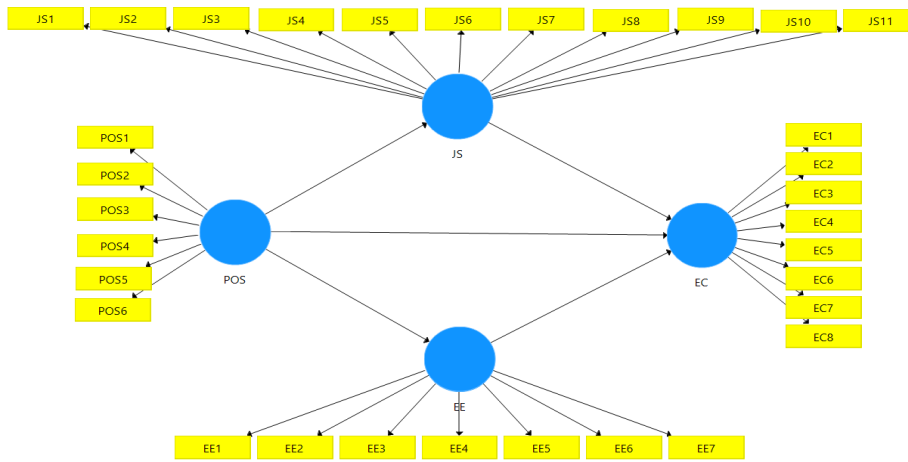 JS1 JS2 JS3 JS4 JS5 JS6 JS7 JS8 JS9 JS10 JS11
JS
POS1
POS2
POS3
POS4
POS5
POS6
POS
EC1
EC2
EC3
EC4
EC5
EC6
EC7
EC8
EC
EE
EE1 EE2 EE3 EE4 EE5 EE6 EE7